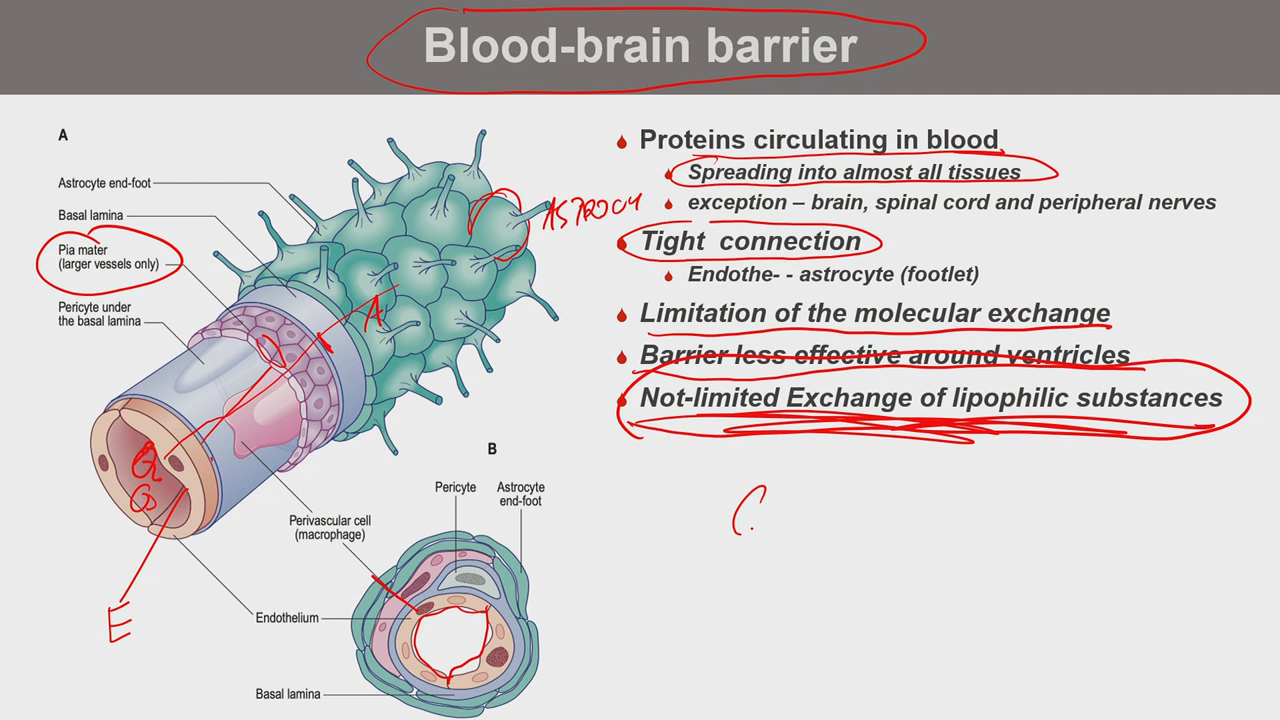 Blood-brain barrier
A
Astrocyte end-foot
Basal lamina
Pia mater
(larger vessels only)
Pericyte under
the basal lamina
Perivascular cell
(macrophage)
Endothelium
Basal lamina
B
Pericyte
Astrocyte
end-foot
A
E
Proteins circulating in blood
Spreading into almost all tissues
exception – brain, spinal cord and peripheral nerves
Tight connection
Endothe- - astrocyte (footlet)
Limitation of the molecular exchange
Barrier less effective around ventricles
Not-limited Exchange of lipophilic substances